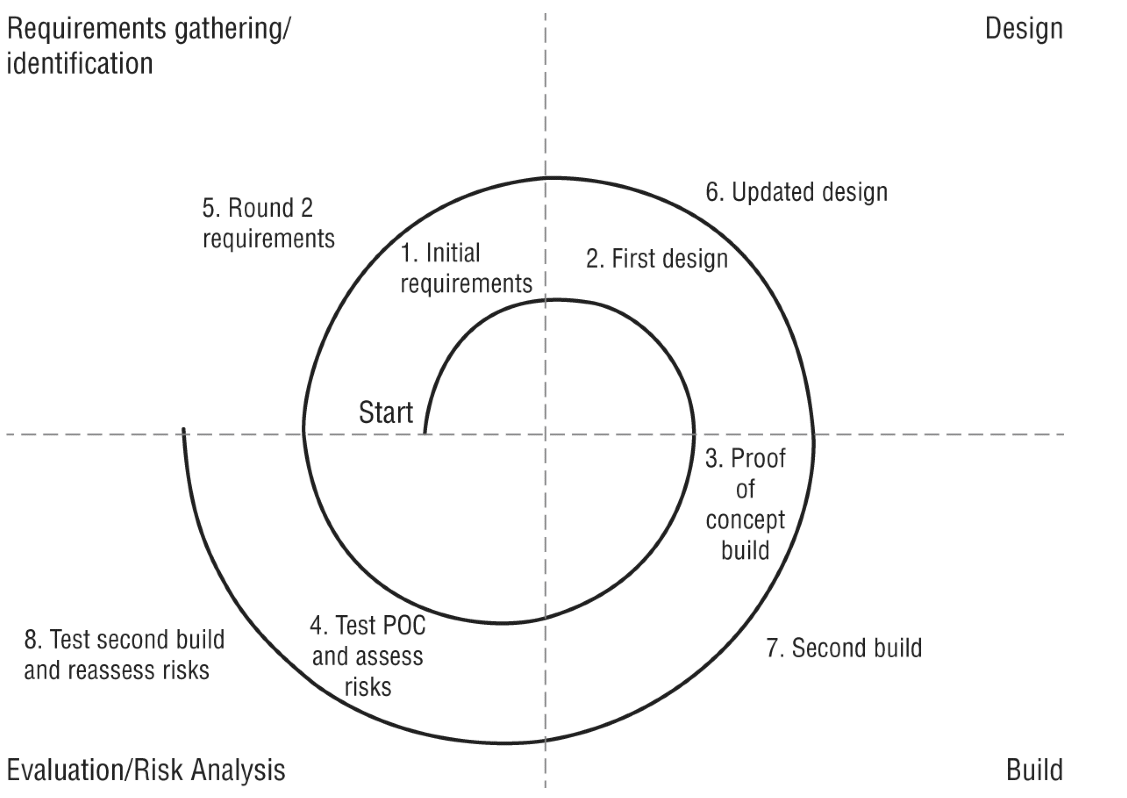 Requirements gathering/
identification
Design
5. Round 2
requirements
1. Initial
requirements
2. First design
6. Updated design
Start
3. Proof
of
concept
build
4. Test POC
and assess
risks
7. Second build
8. Test second build
and reassess risks
Evaluation/Risk Analysis
Build